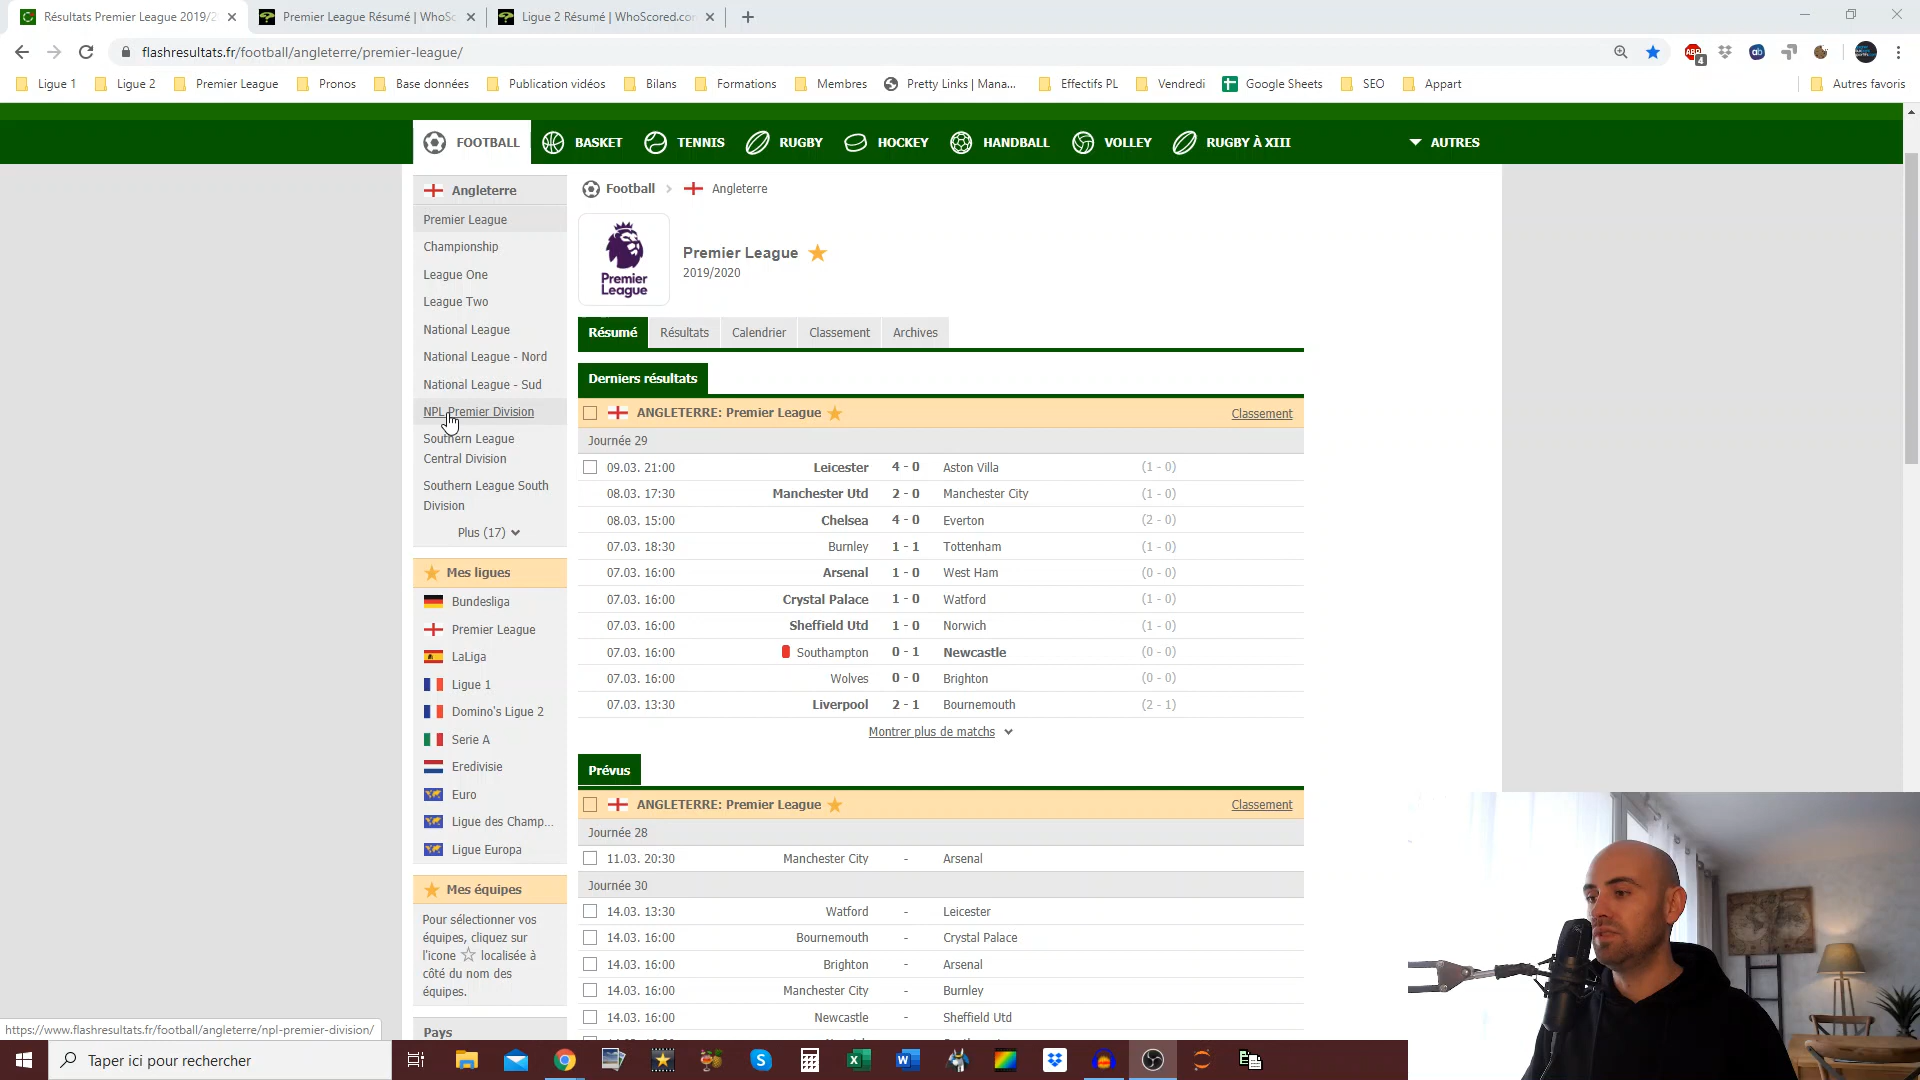 Résultats Premier League 2019/2
Premier League Résumé | WhoSc
Ligue 2 Résumé | WhoScored.cor
flashresultats.fr/football/angleterre/premier-league/
ABP
4
Ligue 1
Ligue 2
Premier League
Pronos
Base données
Publication vidéos
Bilans
Formations
Membres
Pretty Links | Mana...
Effectifs PL
Vendredi
Google Sheets
SEO
Appart
Autres favoris
FOOTBALL
BASKET
TENNIS
RUGBY
HOCKEY
HANDBALL
VOLLEY
RUGBY À XIII
AUTRES
Angleterre
Premier League
Championship
League One
League Two
National League
National League - Nord
National League - Sud
NPL Premier Division
Southern League
Central Division
Southern League South
Division
Plus (17)
Mes ligues
Bundesliga
Premier League
LaLiga
Ligue 1
Domino's Ligue 2
Serie A
Eredivisie
Euro
Ligue des Champ...
Ligue Europa
Mes équipes
Pour sélectionner vos
équipes, cliquez sur
l'icone localisée à
côté du nom des
équipes.
Pays
Football
Angleterre
Premier
League
Premier League
2019/2020
Résumé
Résultats
Calendrier
Classement
Archives
Derniers résultats
ANGLETERRE: Premier League
Classement
Journée 29
09.03. 21:00 Leicester 4 - 0 Aston Villa (1 - 0)
08.03. 17:30 Manchester Utd 2 - 0 Manchester City (1 - 0)
08.03. 15:00 Chelsea 4 - 0 Everton (2 - 0)
07.03. 18:30 Burnley 1 - 1 Tottenham (1 - 0)
07.03. 16:00 Arsenal 1 - 0 West Ham (0 - 0)
07.03. 16:00 Crystal Palace 1 - 0 Watford (1 - 0)
07.03. 16:00 Sheffield Utd 1 - 0 Norwich (1 - 0)
07.03. 16:00 Southampton 0 - 1 Newcastle (0 - 0)
07.03. 16:00 Wolves 0 - 0 Brighton (0 - 0)
07.03. 13:30 Liverpool 2 - 1 Bournemouth (2 - 1)
Montrer plus de matchs
Prévus
ANGLETERRE: Premier League
Classement
Journée 28
11.03. 20:30 Manchester City - Arsenal
Journée 30
14.03. 13:30 Watford - Leicester
14.03. 16:00 Bournemouth - Crystal Palace
14.03. 16:00 Brighton - Arsenal
14.03. 16:00 Manchester City - Burnley
14.03. 16:00 Newcastle - Sheffield Utd
https://www.flashresultats.fr/football/angleterre/npl-premier-division/
Taper ici pour rechercher